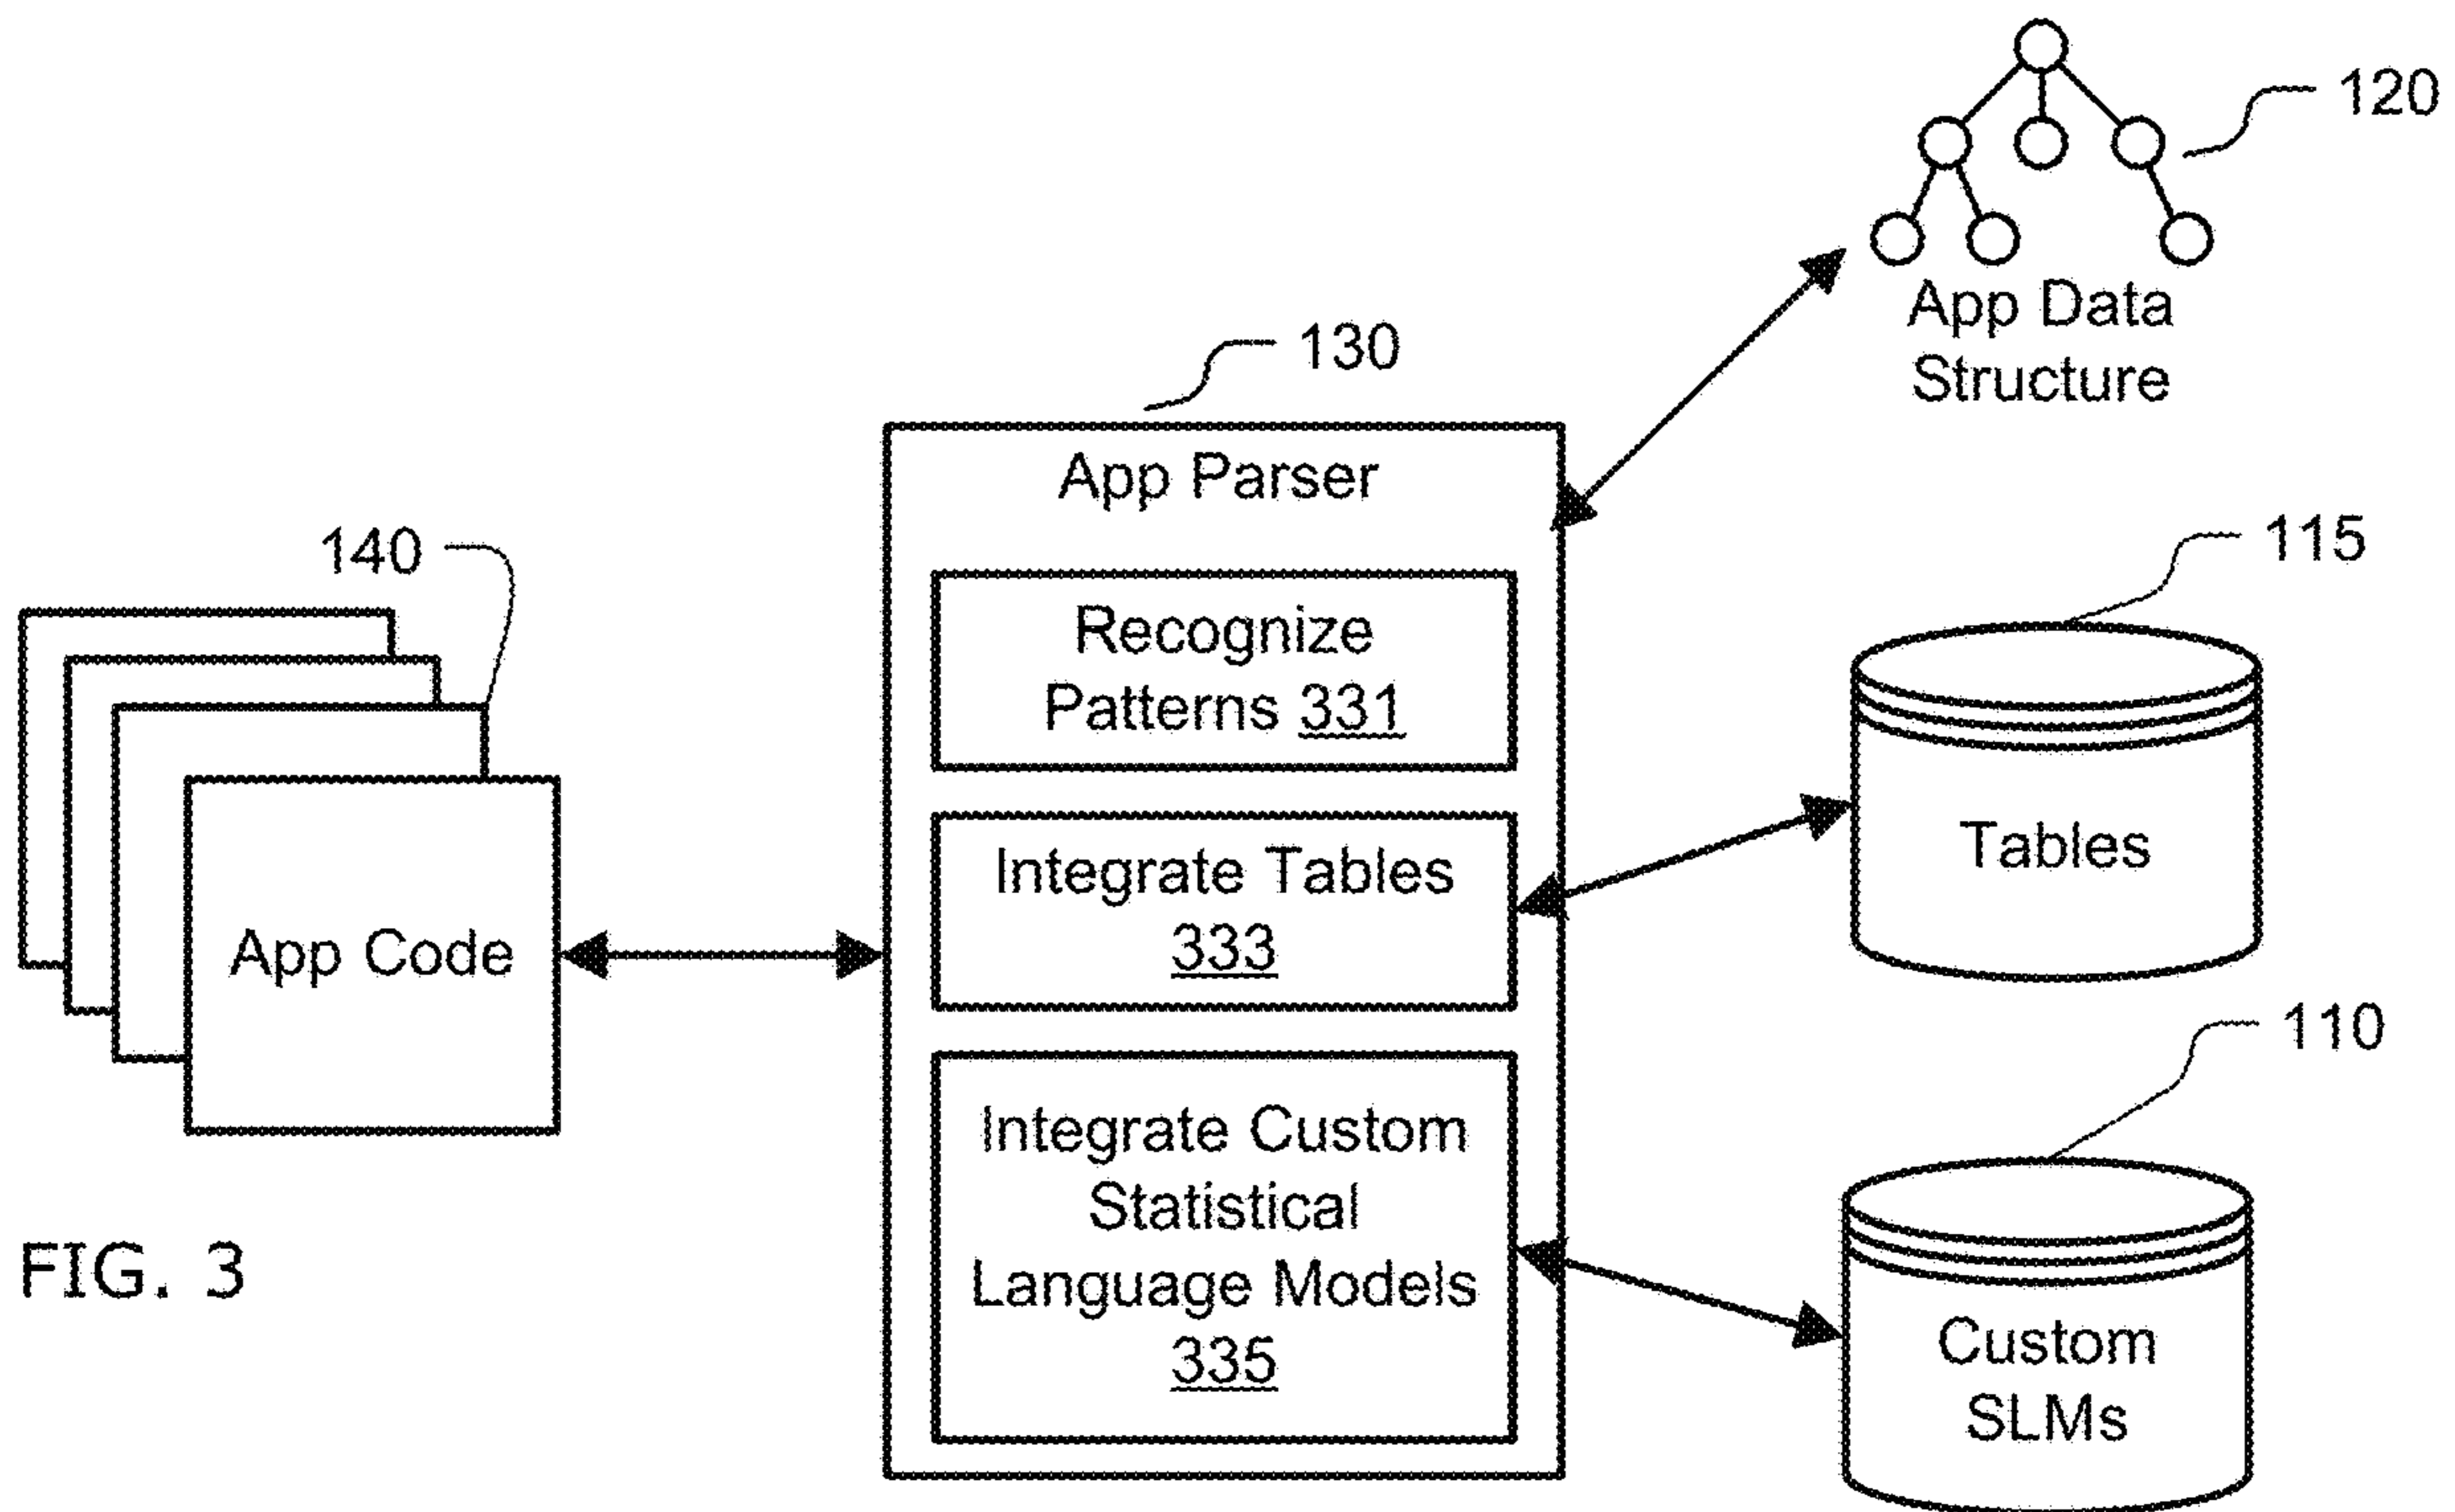 120
App Data
Structure
130
App Parser
140
115
Recognize
Patterns 331
Tables
Integrate Tables
333
App Code
110
Integrate Custom
Statistical
Language Models
335
FIG. 3
Custom
SLMs